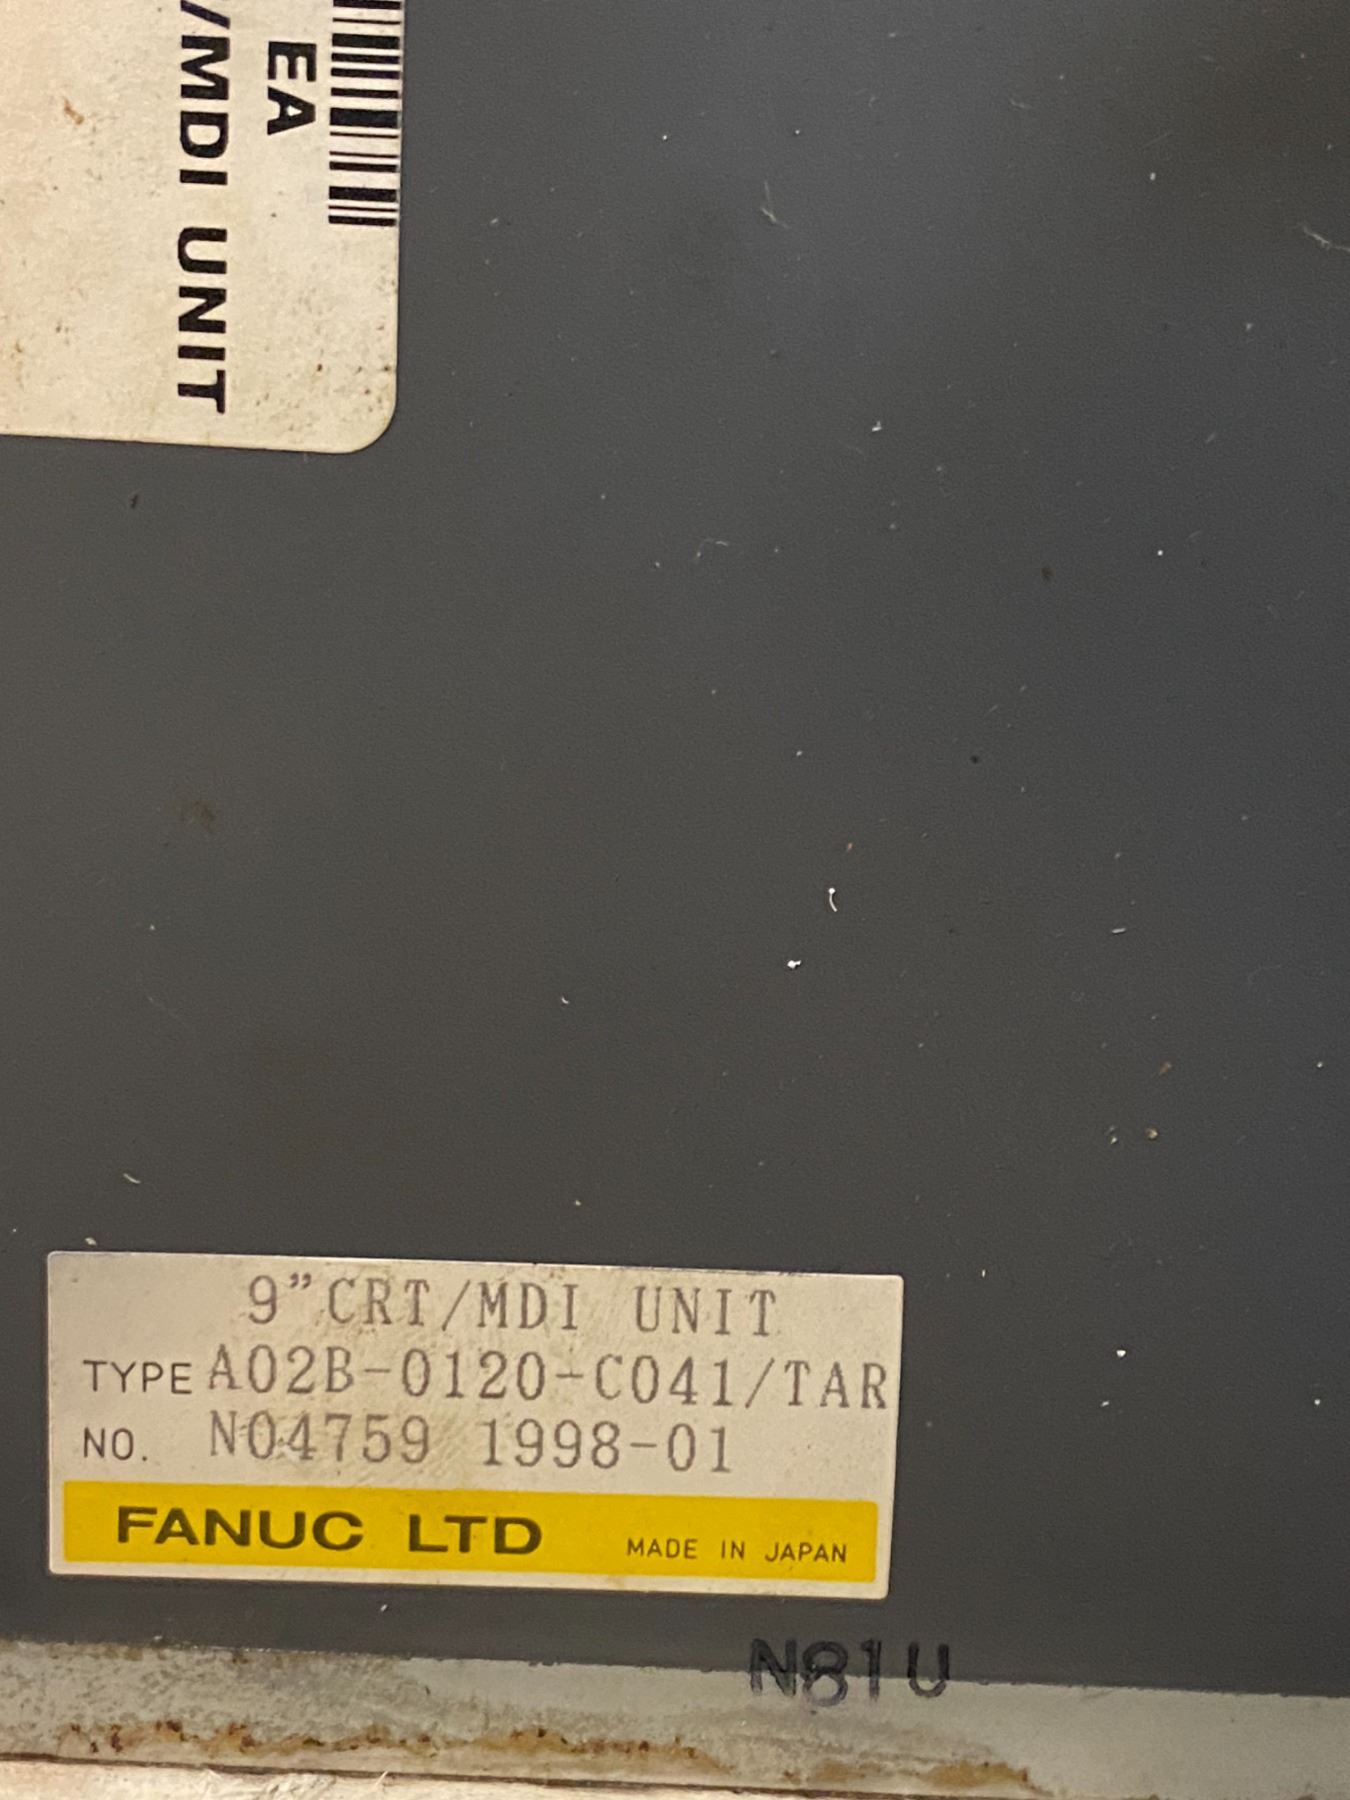 EA
/MDI UNIT
9"CRT/MDI UNIT
TYPE A02B-0120-C041/TAR
NO. N04759 1998-01
FANUC LTD MADE IN JAPAN
N81U